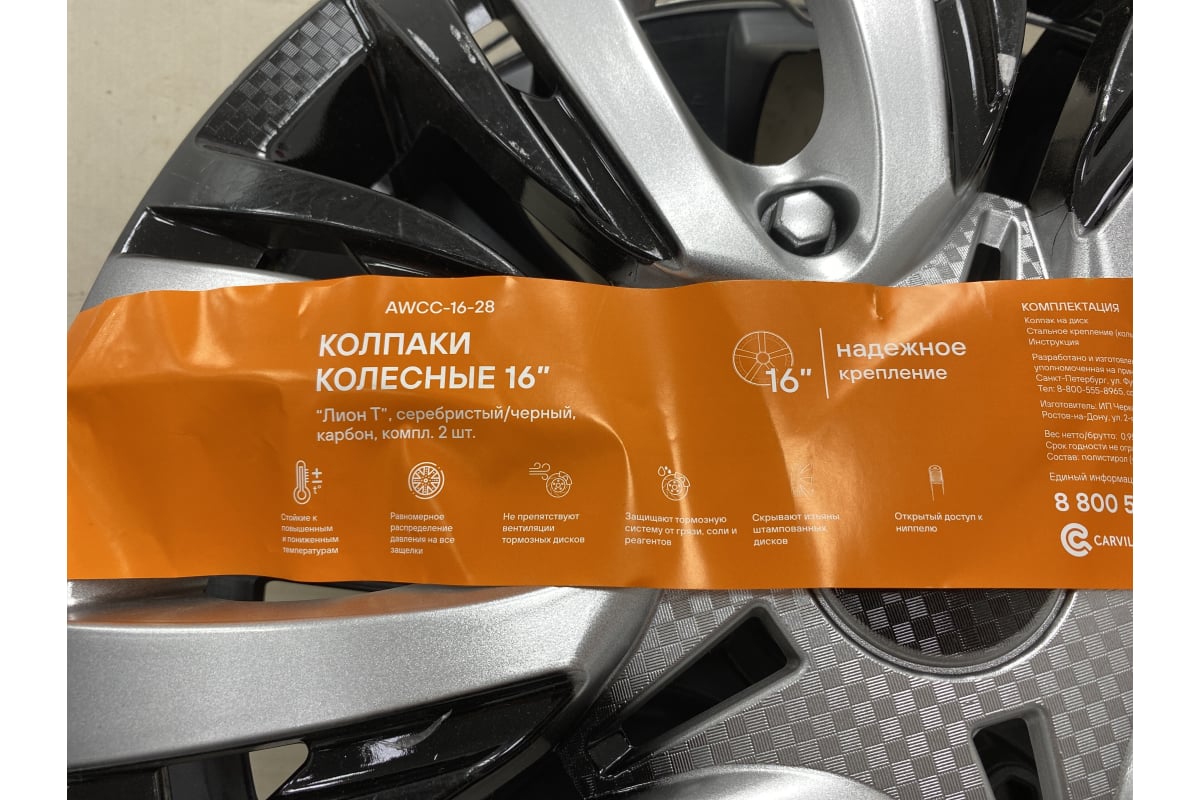 AWCC-16-28
КОЛПАКИ
КОЛЕСНЫЕ 16"
"Лион Т", серебристый/черный,
карбон, компл. 2 шт.
16"
надежное
крепление
Стойкие к
повышенным
и пониженным
температурам
Равномерное
распределение
давления на все
защелки
Не препятствуют
вентиляции
тормозных дисков
Защищают тормозную
систему от грязи, соли и
реагентов
Скрывают изъяны
штампованных
дисков
Открытый доступ к
ниппелю
КОМПЛЕКТАЦИЯ
Колпак на диск
Стальное крепление
Инструкция
Разработано и
уполномоченная на
Санкт-Петербург, ул.
Тел: 8-800-555-8965,
Изготовитель: ИП
Ростов-на-Дону, ул.
Вес нетто/брутто:
Срок годности не
Состав: полистирол
Единый
8 800 5
CARVIL